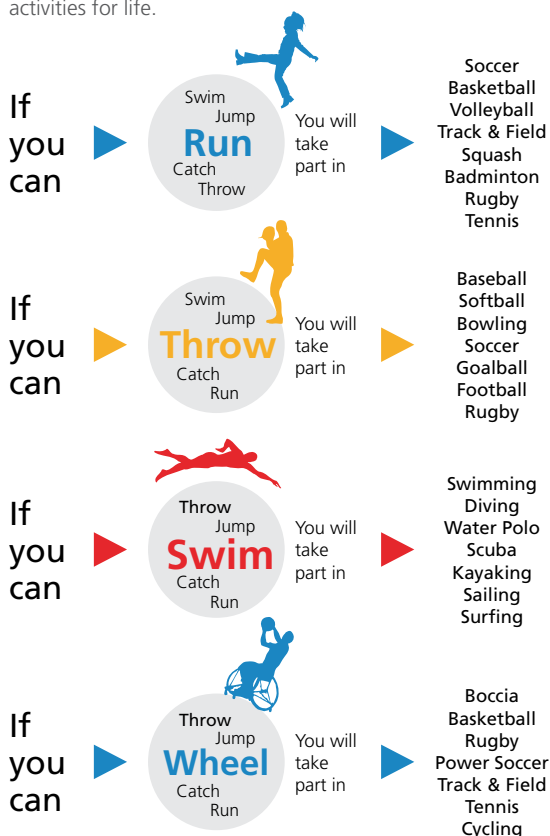 activities for life.
If
you
can
Swim
Jump
Run
Catch
Throw
You will
take
part in
Soccer
Basketball
Volleyball
Track & Field
Squash
Badminton
Rugby
Tennis
If
you
can
Swim
Jump
Throw
Catch
Run
You will
take
part in
Baseball
Softball
Bowling
Soccer
Goalball
Football
Rugby
If
you
can
Throw
Jump
Swim
Catch
Run
You will
take
part in
Swimming
Diving
Water Polo
Scuba
Kayaking
Sailing
Surfing
If
you
can
Throw
Jump
Wheel
Catch
Run
You will
take
part in
Boccia
Basketball
Rugby
Power Soccer
Track & Field
Tennis
Cycling